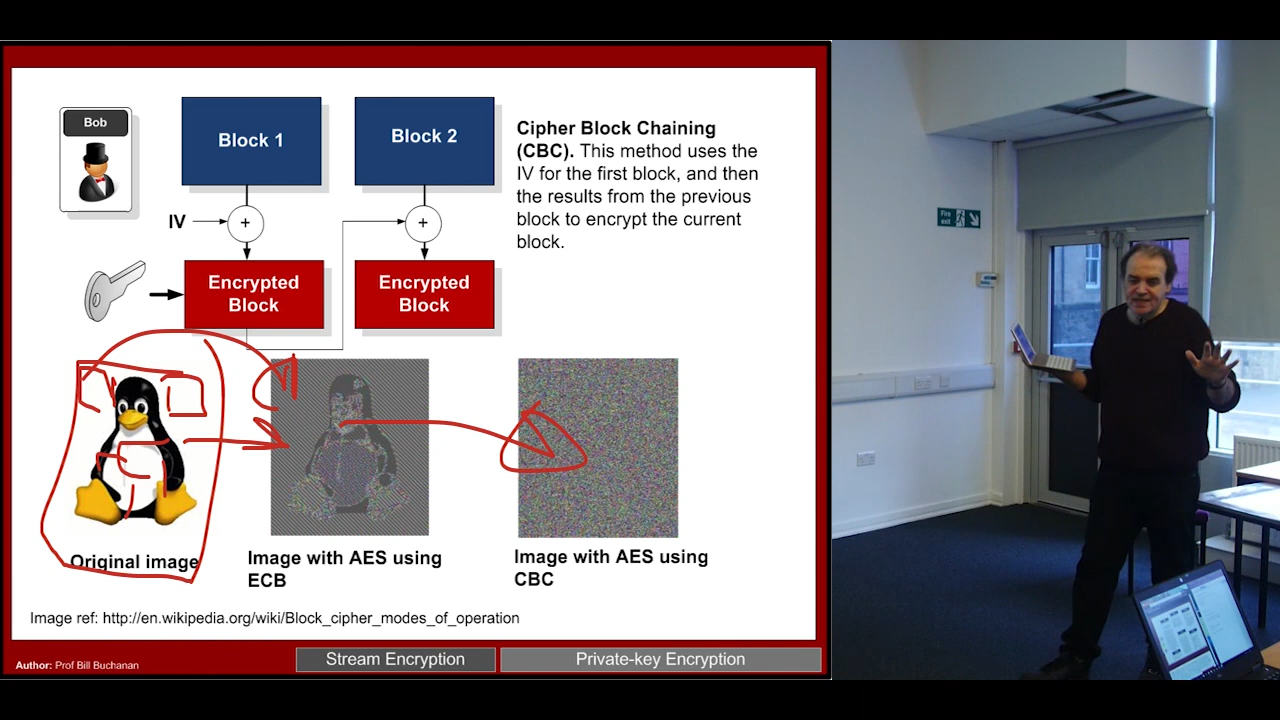 Bob
Block 1
Block 2
Cipher Block Chaining
(CBC). This method uses the
IV for the first block, and then
the results from the previous
block to encrypt the current
block.
IV
+
+
Encrypted
Block
Encrypted
Block
Original image
Image with AES using
ECB
Image with AES using
CBC
Image ref: http://en.wikipedia.org/wiki/Block_cipher_modes_of_operation
Author: Prof Bill Buchanan
Stream Encryption
Private-key Encryption
Fire
exit